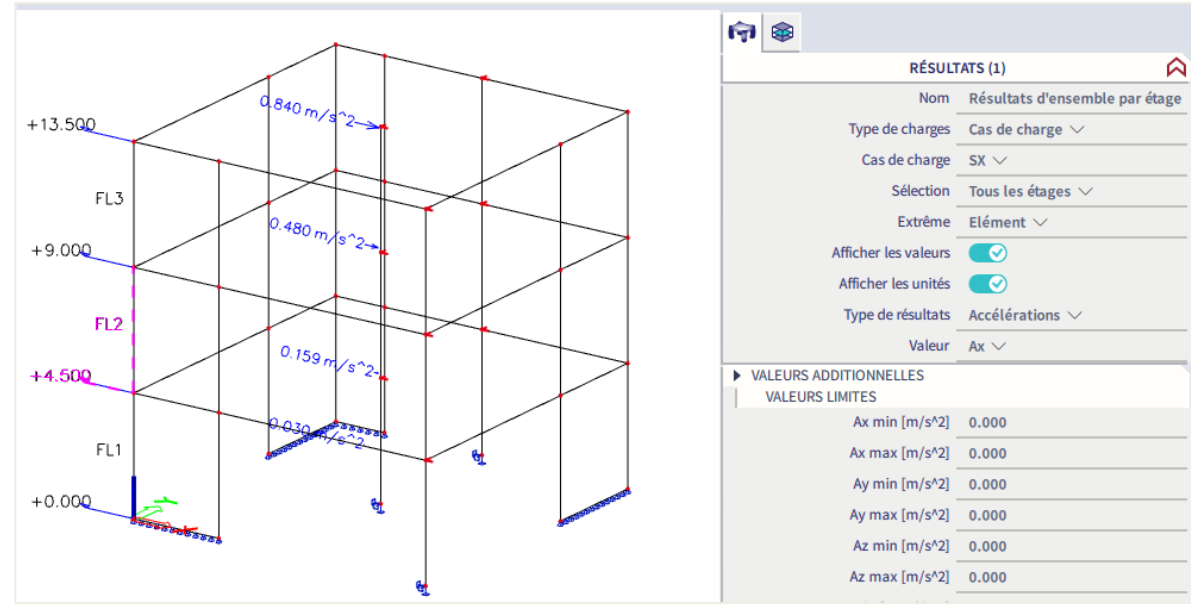 +13.500
0.840 m/s^2
FL3
0.480 m/s^2
+9.000
FL2
0.159 m/s^2
+4.500
0.030 m/s^2
FL1
+0.000
Y
X
RÉSULTATS (1)
Nom Résultats d'ensemble par étage
Type de charges Cas de charge
Cas de charge SX
Sélection Tous les étages
Extrême Elément
Afficher les valeurs
Afficher les unités
Type de résultats Accélérations
Valeur Ax
VALEURS ADDITIONNELLES
VALEURS LIMITES
Ax min [m/s^2] 0.000
Ax max [m/s^2] 0.000
Ay min [m/s^2] 0.000
Ay max [m/s^2] 0.000
Az min [m/s^2] 0.000
Az max [m/s^2] 0.000